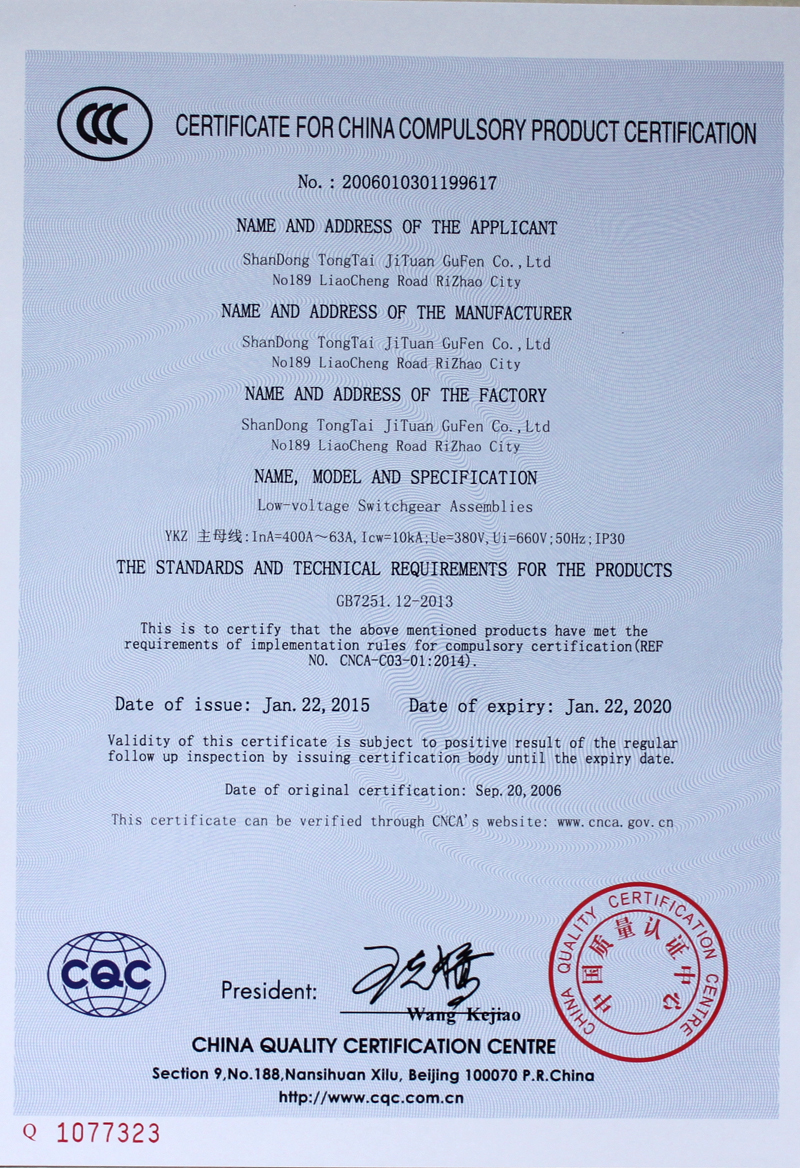 CCC
CERTIFICATE FOR CHINA COMPULSORY PRODUCT CERTIFICATION
No. : 2006010301199617
NAME AND ADDRESS OF THE APPLICANT
ShanDong TongTai JiTuan GuFen Co.,Ltd
No189 LiaoCheng Road RiZhao City
NAME AND ADDRESS OF THE MANUFACTURER
ShanDong TongTai JiTuan GuFen Co.,Ltd
No189 LiaoCheng Road RiZhao City
NAME AND ADDRESS OF THE FACTORY
ShanDong TongTai JiTuan GuFen Co.,Ltd
No189 LiaoCheng Road RiZhao City
NAME, MODEL AND SPECIFICATION
Low-voltage Switchgear Assemblies
YKZ 主母线:InA=400A～63A,Icw=10kA;Ue=380V,Ui=660V;50Hz;IP30
THE STANDARDS AND TECHNICAL REQUIREMENTS FOR THE PRODUCTS
GB7251.12-2013
This is to certify that the above mentioned products have met the
requirements of implementation rules for compulsory certification(REF
NO. CNCA-C03-01:2014).
Date of issue: Jan.22,2015 Date of expiry: Jan.22,2020
Validity of this certificate is subject to positive result of the regular
follow up inspection by issuing certification body until the expiry date.
Date of original certification: Sep.20,2006
This certificate can be verified through CNCA's website: www.cnca.gov.cn
CHINA QUALITY CERTIFICATION CENTRE
中国质量认证中心
CQC
President:
王克娇
Wang Kejiao
CHINA QUALITY CERTIFICATION CENTRE
Section 9,No.188,Nansihuan Xilu, Beijing 100070 P.R.China
http://www.cqc.com.cn
Q 1077323